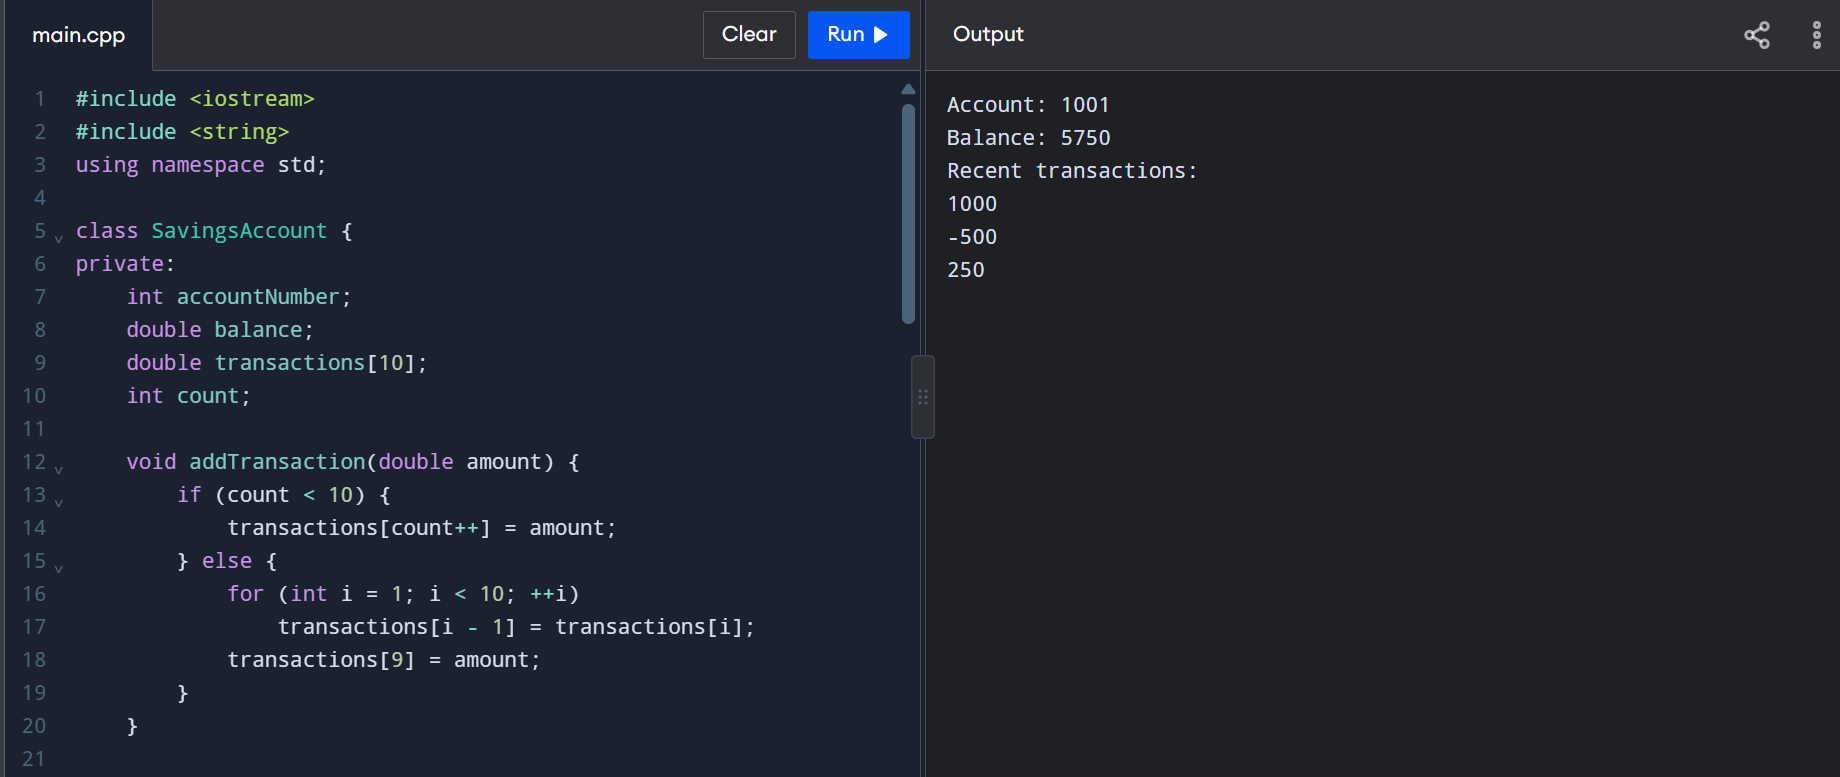 main.cpp
Clear
Run
Output
1 #include <iostream>
2 #include <string>
3 using namespace std;
4
5 class SavingsAccount {
6 private:
7     int accountNumber;
8     double balance;
9     double transactions[10];
10     int count;
11
12     void addTransaction(double amount) {
13         if (count < 10) {
14             transactions[count++] = amount;
15         } else {
16             for (int i = 1; i < 10; ++i)
17                 transactions[i - 1] = transactions[i];
18             transactions[9] = amount;
19         }
20     }
21
Account: 1001
Balance: 5750
Recent transactions:
1000
-500
250